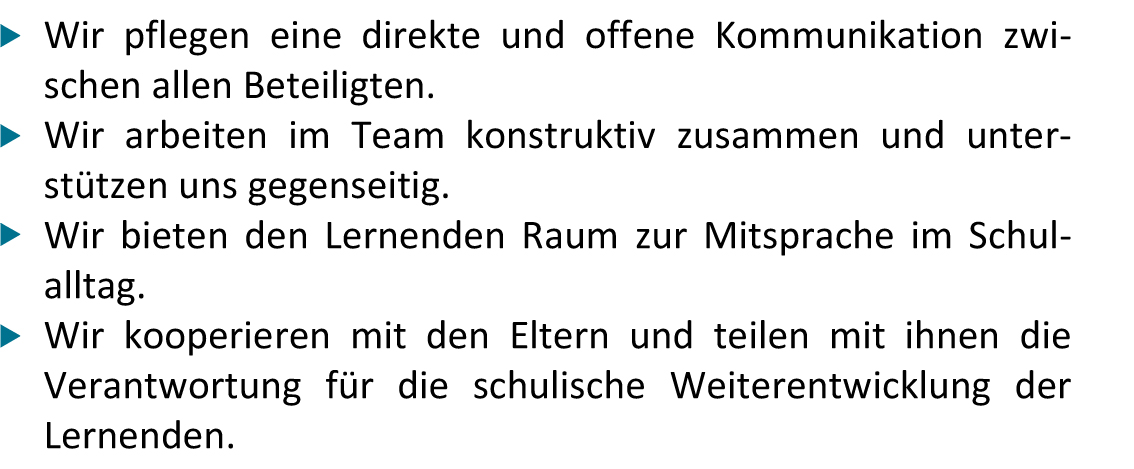 Wir pflegen eine direkte und offene Kommunikation zwi-
schen allen Beteiligten.
Wir arbeiten im Team konstruktiv zusammen und unter-
stützen uns gegenseitig.
Wir bieten den Lernenden Raum zur Mitsprache im Schul-
alltag.
Wir kooperieren mit den Eltern und teilen mit ihnen die
Verantwortung für die schulische Weiterentwicklung der
Lernenden.